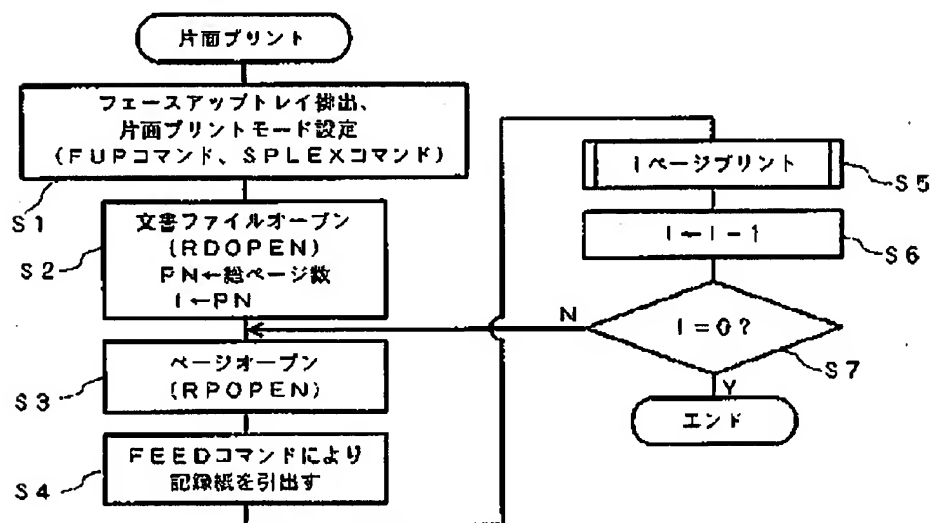 片面プリント
フェースアップトレイ排出、
片面プリントモード設定
(FUPコマンド、SPLEXコマンド)
S1
文書ファイルオープン
(RDOPEN)
PN←総ページ数
I←PN
S2
ページオープン
(RPOPEN)
S3
FEEDコマンドにより
記録紙を引出す
S4
Iページプリント
S5
I←I-1
S6
I=0?
S7
N
Y
エンド